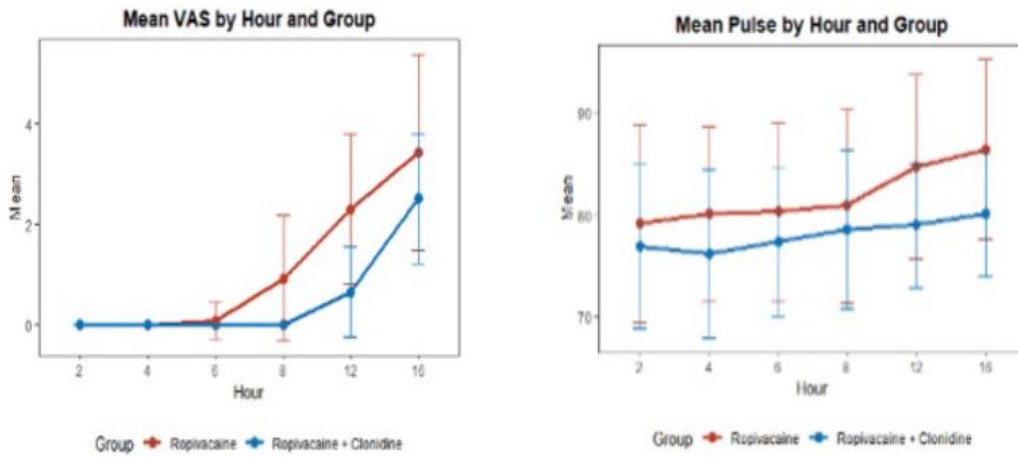 Mean VAS by Hour and Group
Mean
4
2
0
2 4 6 8 12 16
Hour
Group Ropivacaine Ropivacaine + Clonidine
Mean Pulse by Hour and Group
Mean
90
80
70
2 4 6 8 12 16
Hour
Group Ropivacaine Ropivacaine + Clonidine